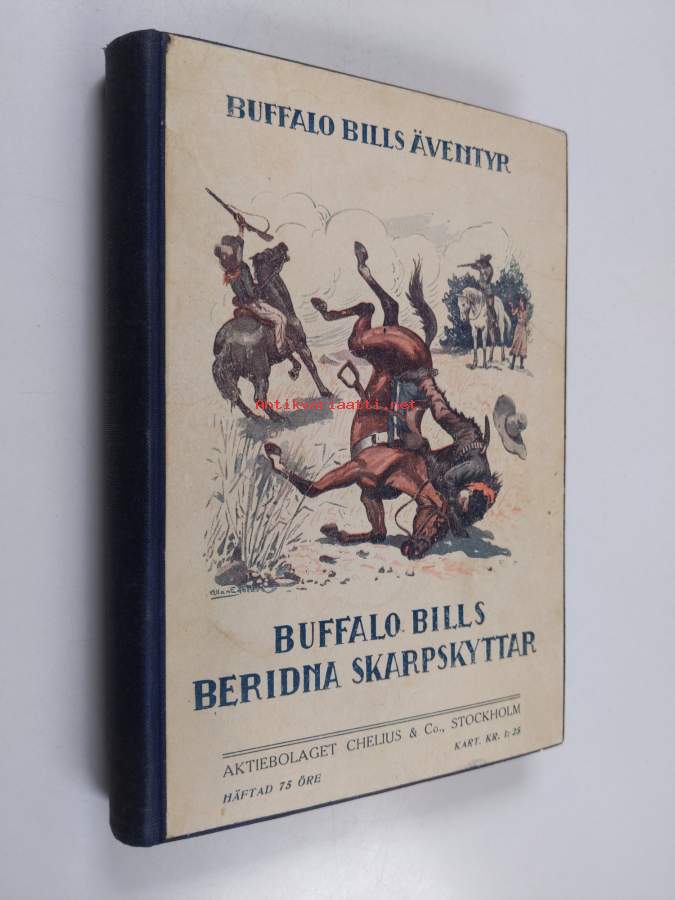 BUFFALO BILLS ÄVENTYR
Antikvariaatti.net
BUFFALO BILLS
BERIDNA SKARPSKYTTAR
AKTIEBOLAGET CHELIUS & Co., STOCKHOLM
HÄFTAD 75 ÖRE
KART. KR. 1: 25